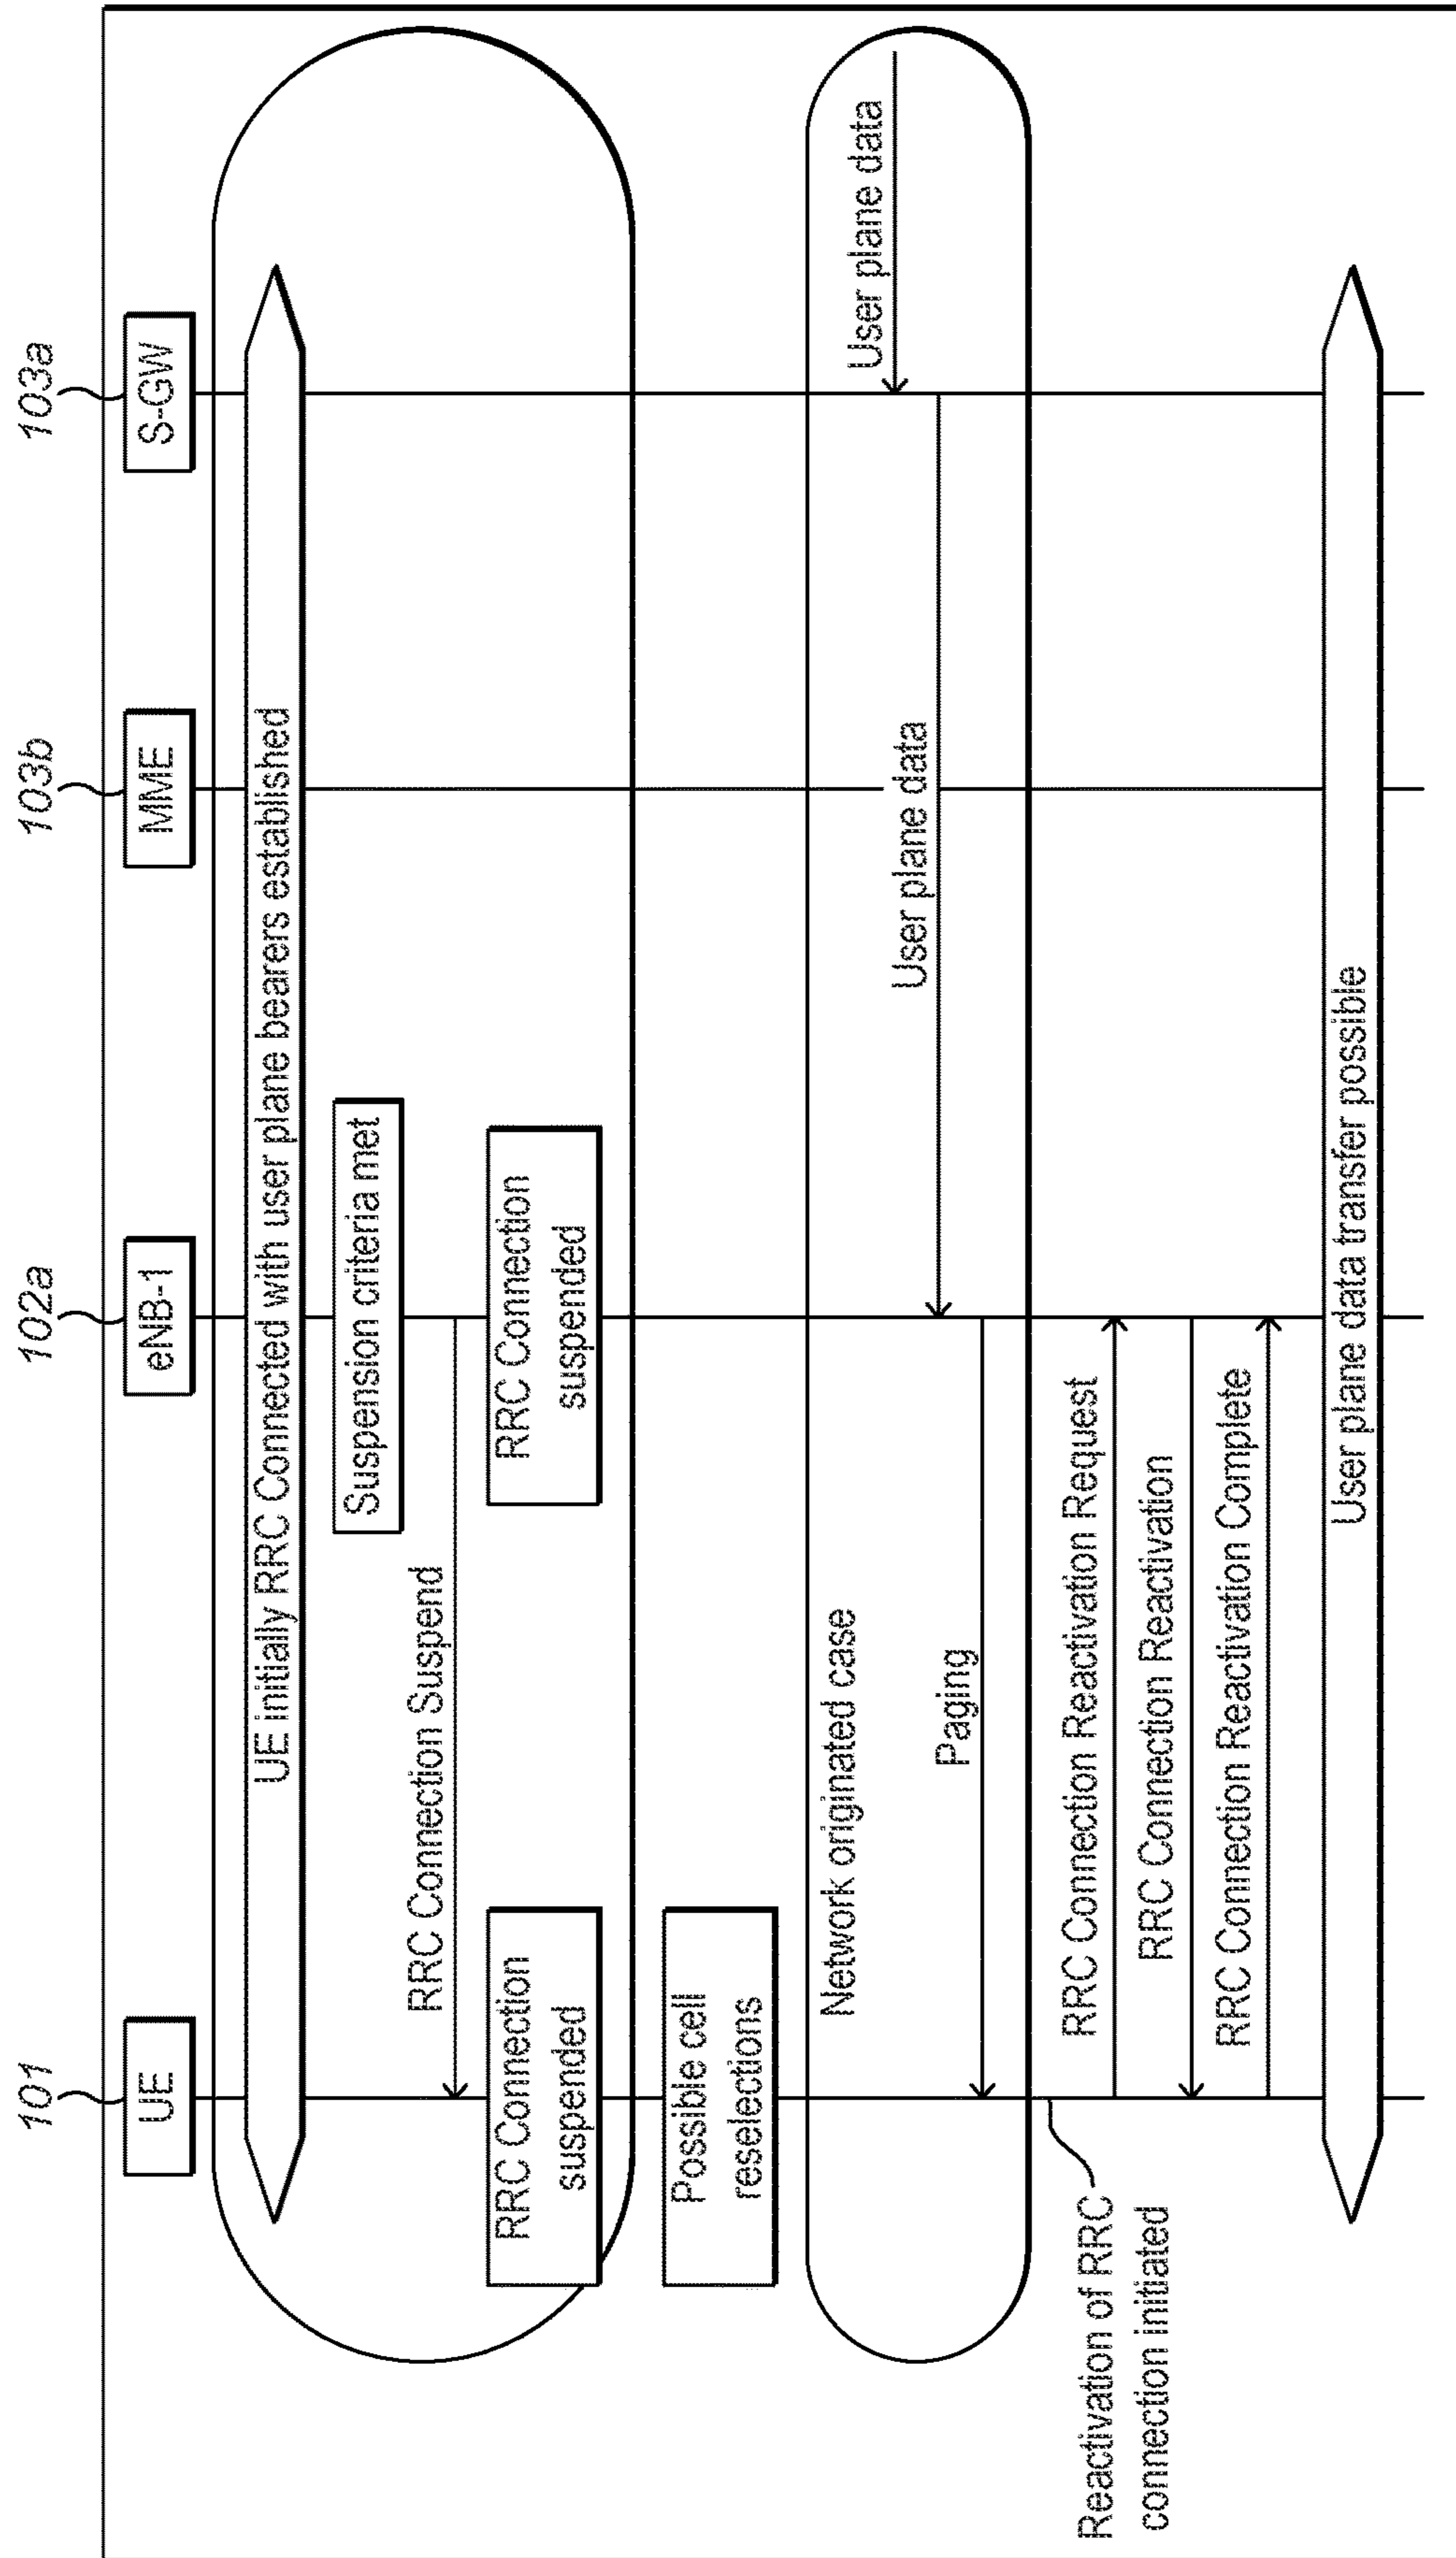 101
102a
103b
103a
UE
eNB-1
MME
S-GW
UE initially RRC Connected with user plane bearers established
Suspension criteria met
RRC Connection Suspend
RRC Connection
suspended
RRC Connection
suspended
Possible cell
reselections
Network originated case
User plane data
User plane data
Paging
Reactivation of RRC
connection initiated
RRC Connection Reactivation Request
RRC Connection Reactivation
RRC Connection Reactivation Complete
User plane data transfer possible